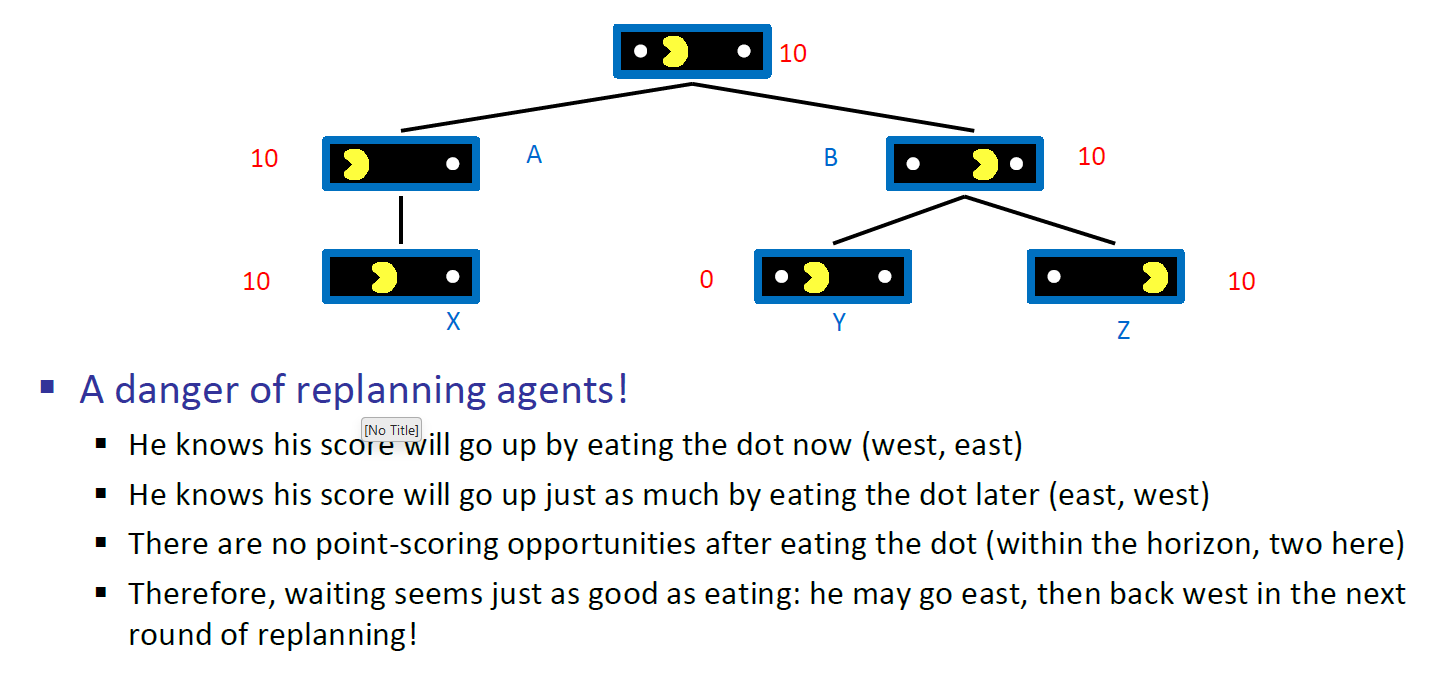 10
10 A B 10
10 0 10
X Y Z
A danger of replanning agents!
[No Title]
He knows his score will go up by eating the dot now (west, east)
He knows his score will go up just as much by eating the dot later (east, west)
There are no point-scoring opportunities after eating the dot (within the horizon, two here)
Therefore, waiting seems just as good as eating: he may go east, then back west in the next
round of replanning!